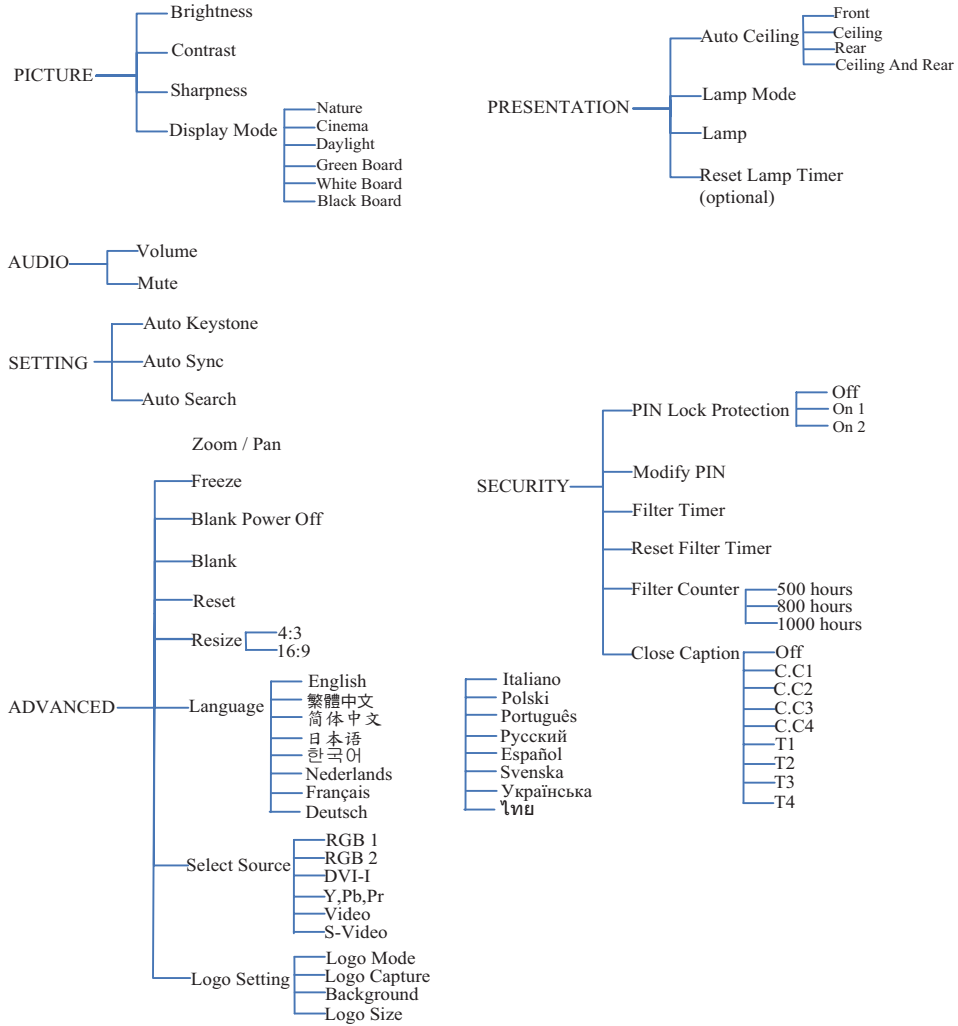 PICTURE
Brightness
Contrast
Sharpness
Display Mode
Nature
Cinema
Daylight
Green Board
White Board
Black Board
PRESENTATION
Auto Ceiling
Front
Ceiling
Rear
Ceiling And Rear
Lamp Mode
Lamp
Reset Lamp Timer
(optional)
AUDIO
Volume
Mute
SETTING
Auto Keystone
Auto Sync
Auto Search
ADVANCED
Zoom / Pan
Freeze
Blank Power Off
Blank
Reset
Resize
4:3
16:9
Language
English
繁體中文
简体中文
日本语
한국어
Nederlands
Français
Deutsch
Italiano
Polski
Português
Русский
Español
Svenska
Українська
ไทย
Select Source
RGB 1
RGB 2
DVI-I
Y,Pb,Pr
Video
S-Video
Logo Setting
Logo Mode
Logo Capture
Background
Logo Size
SECURITY
PIN Lock Protection
Off
On 1
On 2
Modify PIN
Filter Timer
Reset Filter Timer
Filter Counter
500 hours
800 hours
1000 hours
Close Caption
Off
C.C1
C.C2
C.C3
C.C4
T1
T2
T3
T4